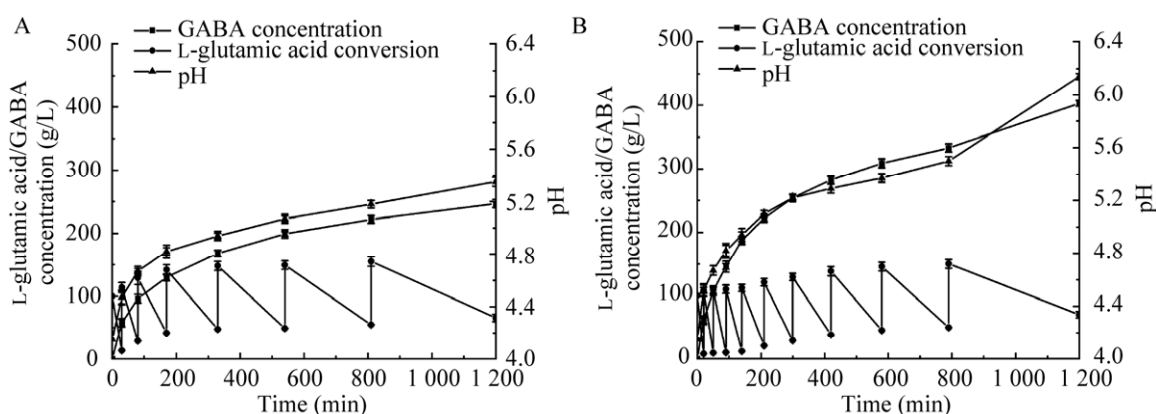 A
GABA concentration
L-glutamic acid conversion
pH
500
400
300
200
100
0
6.4
6.0
5.6
5.2
4.8
4.4
4.0
L-glutamic acid/GABA
concentration (g/L)
pH
0 200 400 600 800 1 000 1 200
Time (min)
B
GABA concentration
L-glutamic acid conversion
pH
500
400
300
200
100
0
6.4
6.0
5.6
5.2
4.8
4.4
4.0
L-glutamic acid/GABA
concentration (g/L)
pH
0 200 400 600 800 1 000 1 200
Time (min)